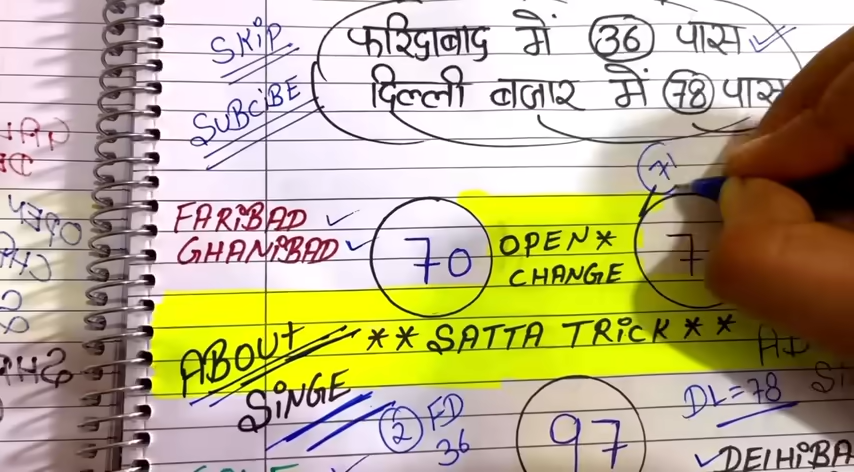 SKiP
फरिदाबाद में 36 पास
SUBCiBE
दिल्ली बाजार में 78 पास
FARiBAD
GHANiBAD
70
OPEN*
CHANGE
7
ABOUT
** SATTA TRiCK **
SiNGE
2 FD
36
97
DL=78
DElHiBA